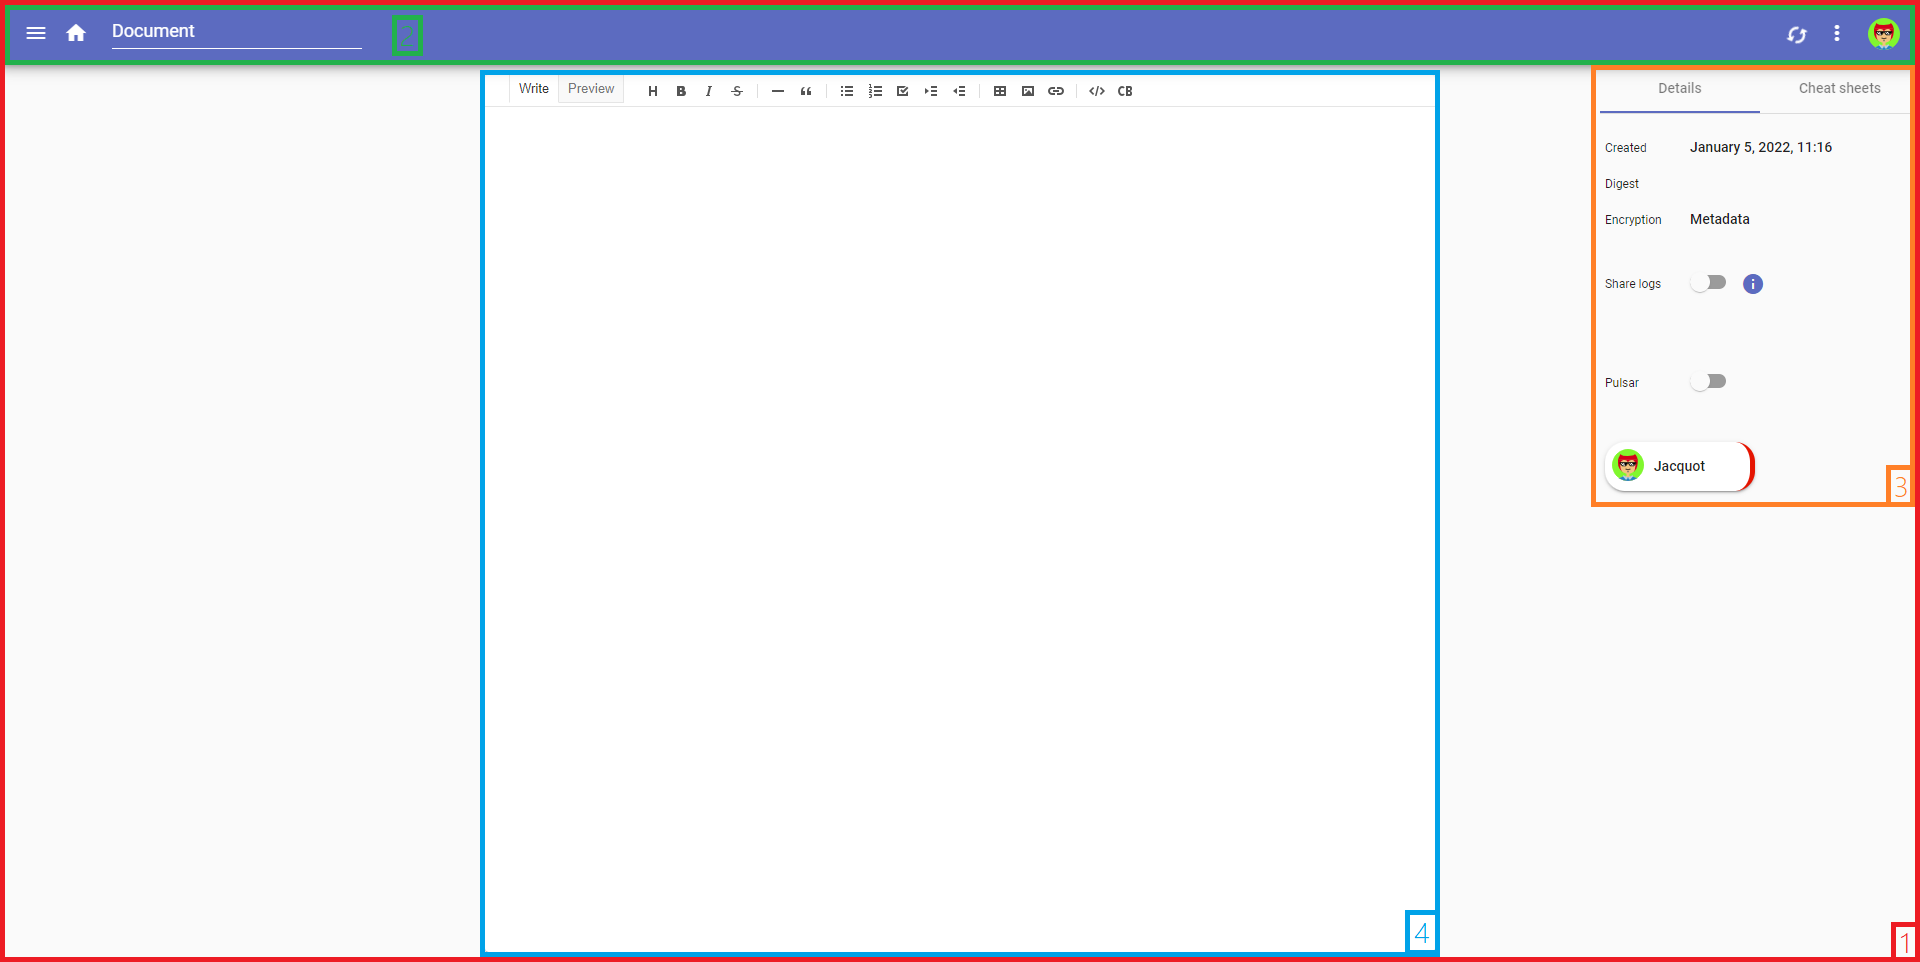 Document
2
Write Preview H B I S — “ </> CB
Details Cheat sheets
Created January 5, 2022, 11:16
Digest
Encryption Metadata
Share logs i
Pulsar
Jacquot
3
4
1